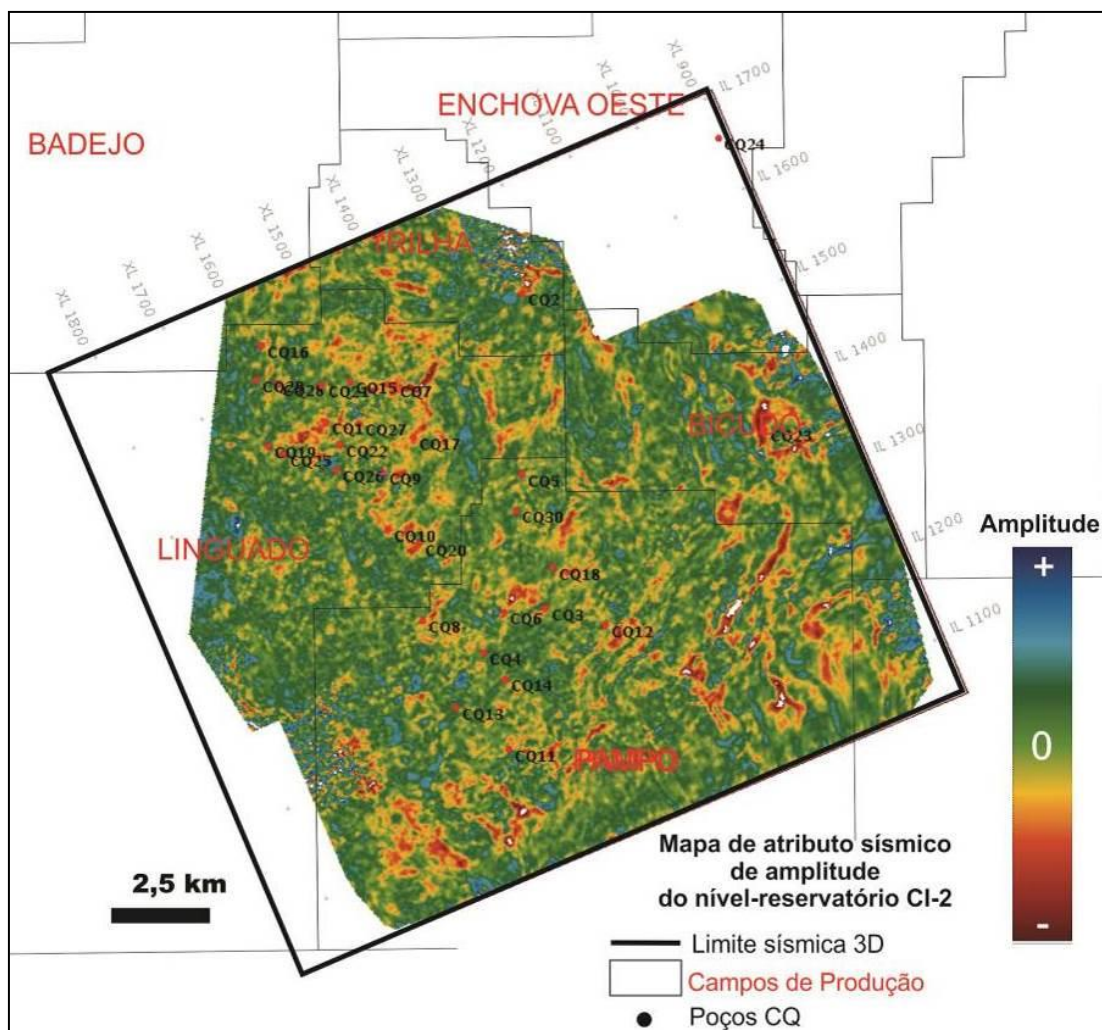 ENCHOVA OESTE
BADEJO
XL 900
IL 1700
XL 1100
CQ24
XL 1200
IL 1600
XL 1300
XL 1400
XL 1500
TRILHA
IL 1500
XL 1600
XL 1700
CQ2
XL 1800
IL 1400
CQ16
CQ21
CQ15
CQ7
BICUDO
CQ23
CQ1
CQ27
CQ17
IL 1300
CQ19
CQ22
CQ25
CQ26
CQ9
CQ5
CQ30
IL 1200
Amplitude
CQ10
LINGUADO
CQ20
CQ18
+
CQ8
CQ6
CQ3
CQ12
IL 1100
CQ4
CQ14
CQ13
0
CQ11
PAMPO
Mapa de atributo sísmico
de amplitude
do nível-reservatório CI-2
2,5 km
-
Limite sísmica 3D
Campos de Produção
Poços CQ